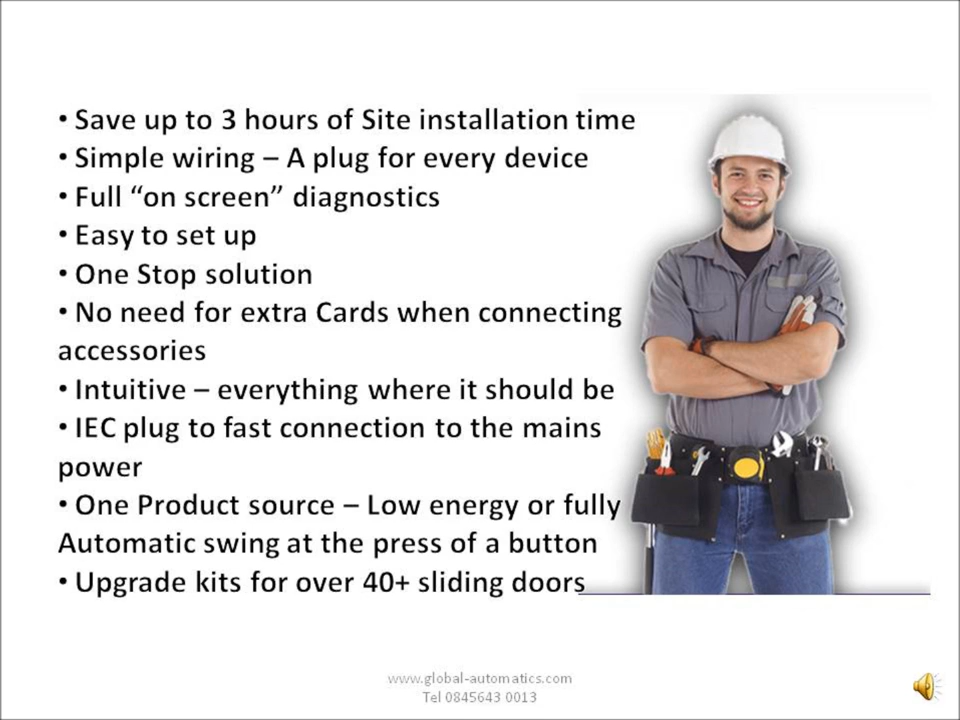 • Save up to 3 hours of Site installation time
• Simple wiring – A plug for every device
• Full “on screen” diagnostics
• Easy to set up
• One Stop solution
• No need for extra Cards when connecting
accessories
• Intuitive – everything where it should be
• IEC plug to fast connection to the mains
power
• One Product source – Low energy or fully
Automatic swing at the press of a button
• Upgrade kits for over 40+ sliding doors
www.global-automatics.com
Tel 0845643 0013